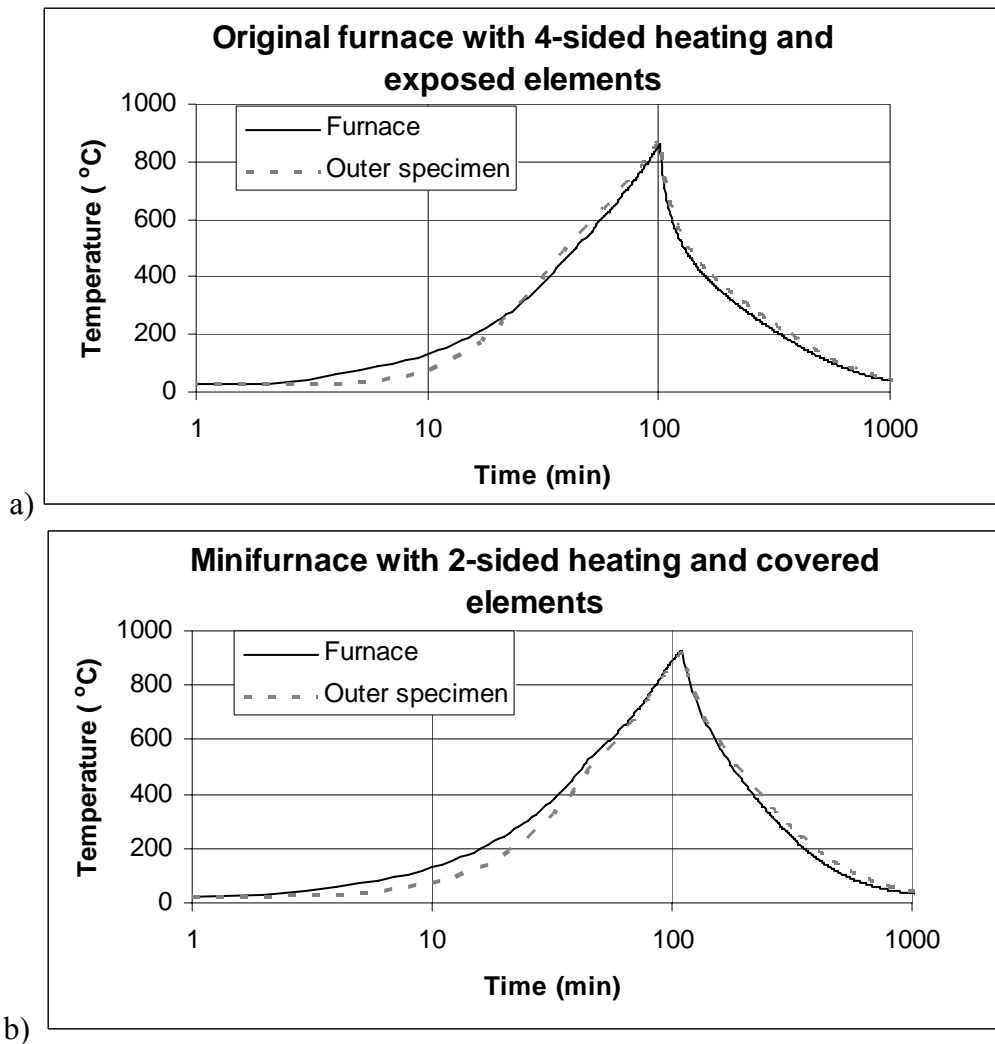 Original furnace with 4-sided heating and
exposed elements
1000
800
600
400
200
0
Temperature ( °C)
Furnace
Outer specimen
1 10 100 1000
Time (min)
a)
Minifurnace with 2-sided heating and covered
elements
1000
800
600
400
200
0
Temperature ( °C)
Furnace
Outer specimen
1 10 100 1000
Time (min)
b)